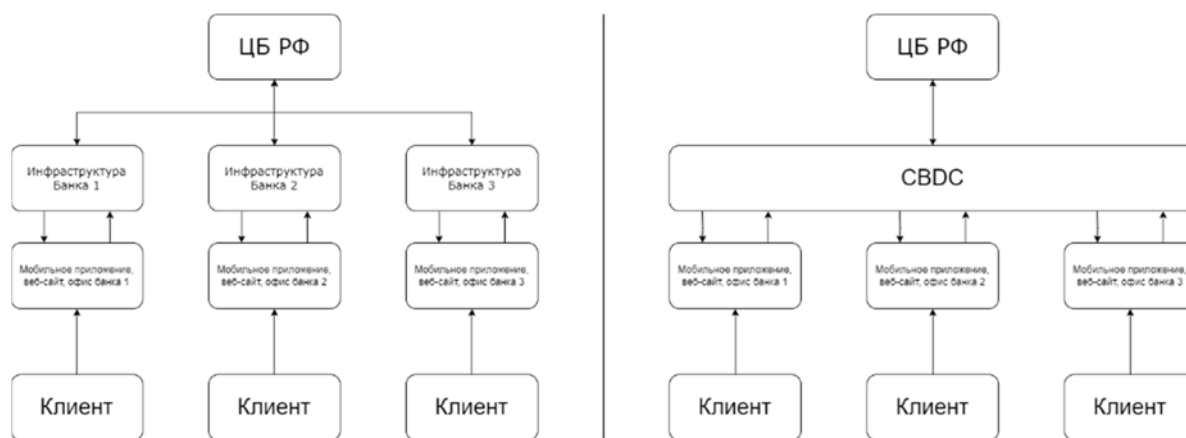 ЦБ РФ
Инфраструктура
Банка 1
Инфраструктура
Банка 2
Инфраструктура
Банка 3
Мобильное приложение,
веб-сайт, офис банка 1
Мобильное приложение,
веб-сайт, офис банка 2
Мобильное приложение,
веб-сайт, офис банка 3
Клиент
Клиент
Клиент
ЦБ РФ
CBDC
Мобильное приложение,
веб-сайт, офис банка 1
Мобильное приложение,
веб-сайт, офис банка 2
Мобильное приложение,
веб-сайт, офис банка 3
Клиент
Клиент
Клиент